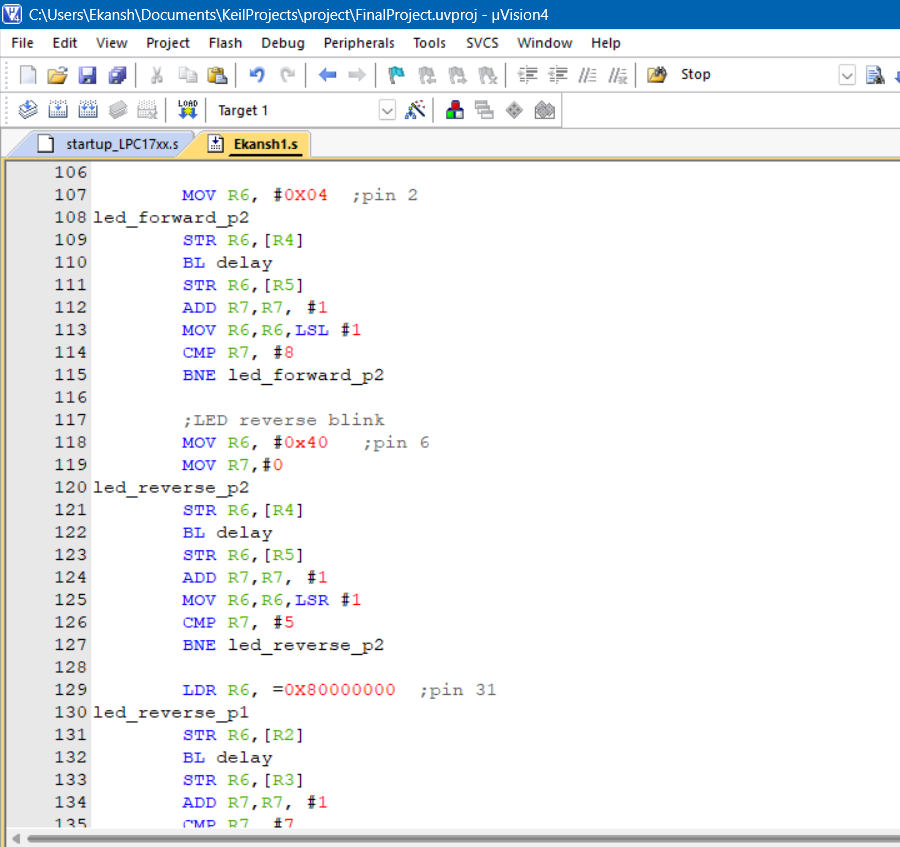 C:\Users\Ekansh\Documents\KeilProjects\project\FinalProject.uvproj - µVision4
File Edit View Project Flash Debug Peripherals Tools SVCS Window Help
Stop
LOAD Target 1
startup_LPC17xx.s Ekansh1.s
106
107 MOV R6, #0X04 ;pin 2
108 led_forward_p2
109 STR R6,[R4]
110 BL delay
111 STR R6,[R5]
112 ADD R7,R7, #1
113 MOV R6,R6,LSL #1
114 CMP R7, #8
115 BNE led_forward_p2
116
117 ;LED reverse blink
118 MOV R6, #0x40 ;pin 6
119 MOV R7,#0
120 led_reverse_p2
121 STR R6,[R4]
122 BL delay
123 STR R6,[R5]
124 ADD R7,R7, #1
125 MOV R6,R6,LSR #1
126 CMP R7, #5
127 BNE led_reverse_p2
128
129 LDR R6, =0X80000000 ;pin 31
130 led_reverse_p1
131 STR R6,[R2]
132 BL delay
133 STR R6,[R3]
134 ADD R7,R7, #1
135 CMP R7, #7